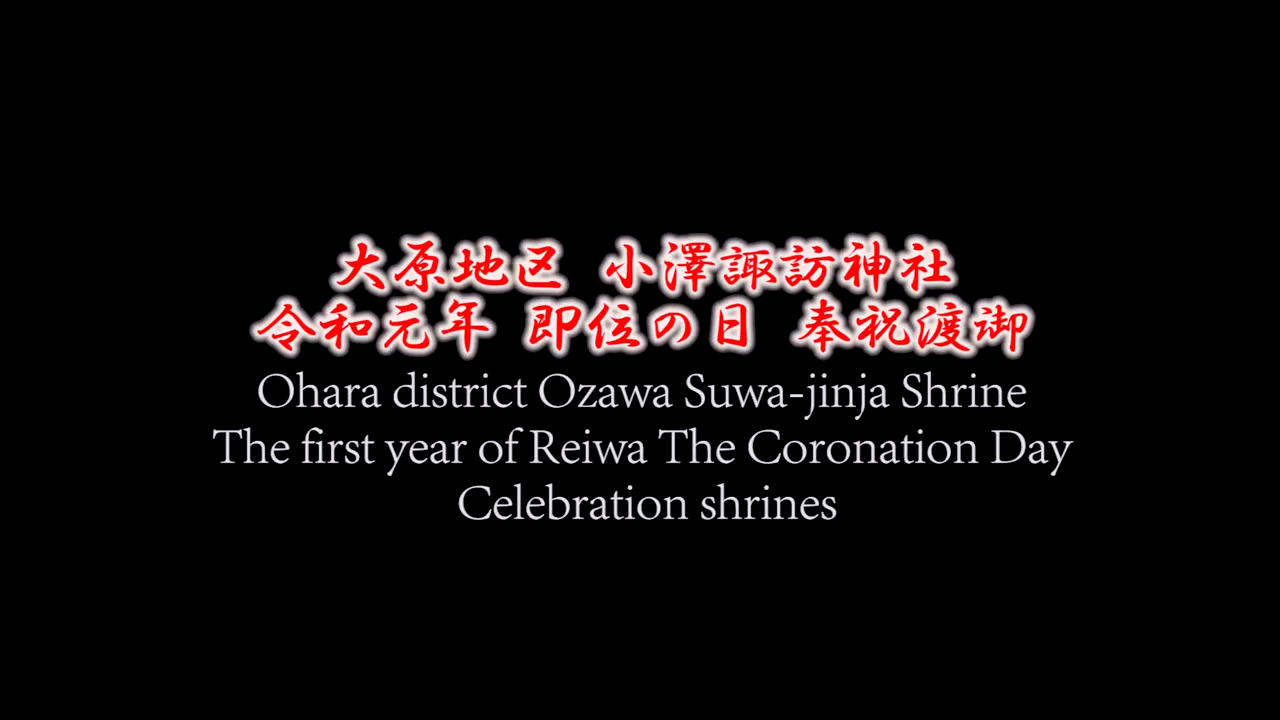 大原地区 小澤諏訪神社
令和元年 即位の日 奉祝渡御
Ohara district Ozawa Suwa-jinja Shrine
The first year of Reiwa The Coronation Day
Celebration shrines